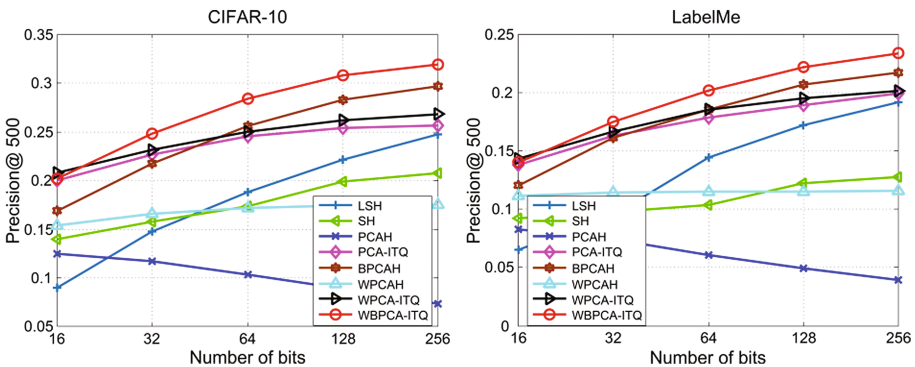 CIFAR-10
0.35
0.3
0.25
0.2
0.15
0.1
0.05
Precision@ 500
16 32 64 128 256
Number of bits
LSH
SH
PCAH
PCA-ITQ
BPCAH
WPCAH
WPCA-ITQ
WBPCA-ITQ
LabelMe
0.25
0.2
0.15
0.1
0.05
0
Precision@ 500
16 32 64 128 256
Number of bits
LSH
SH
PCAH
PCA-ITQ
BPCAH
WPCAH
WPCA-ITQ
WBPCA-ITQ